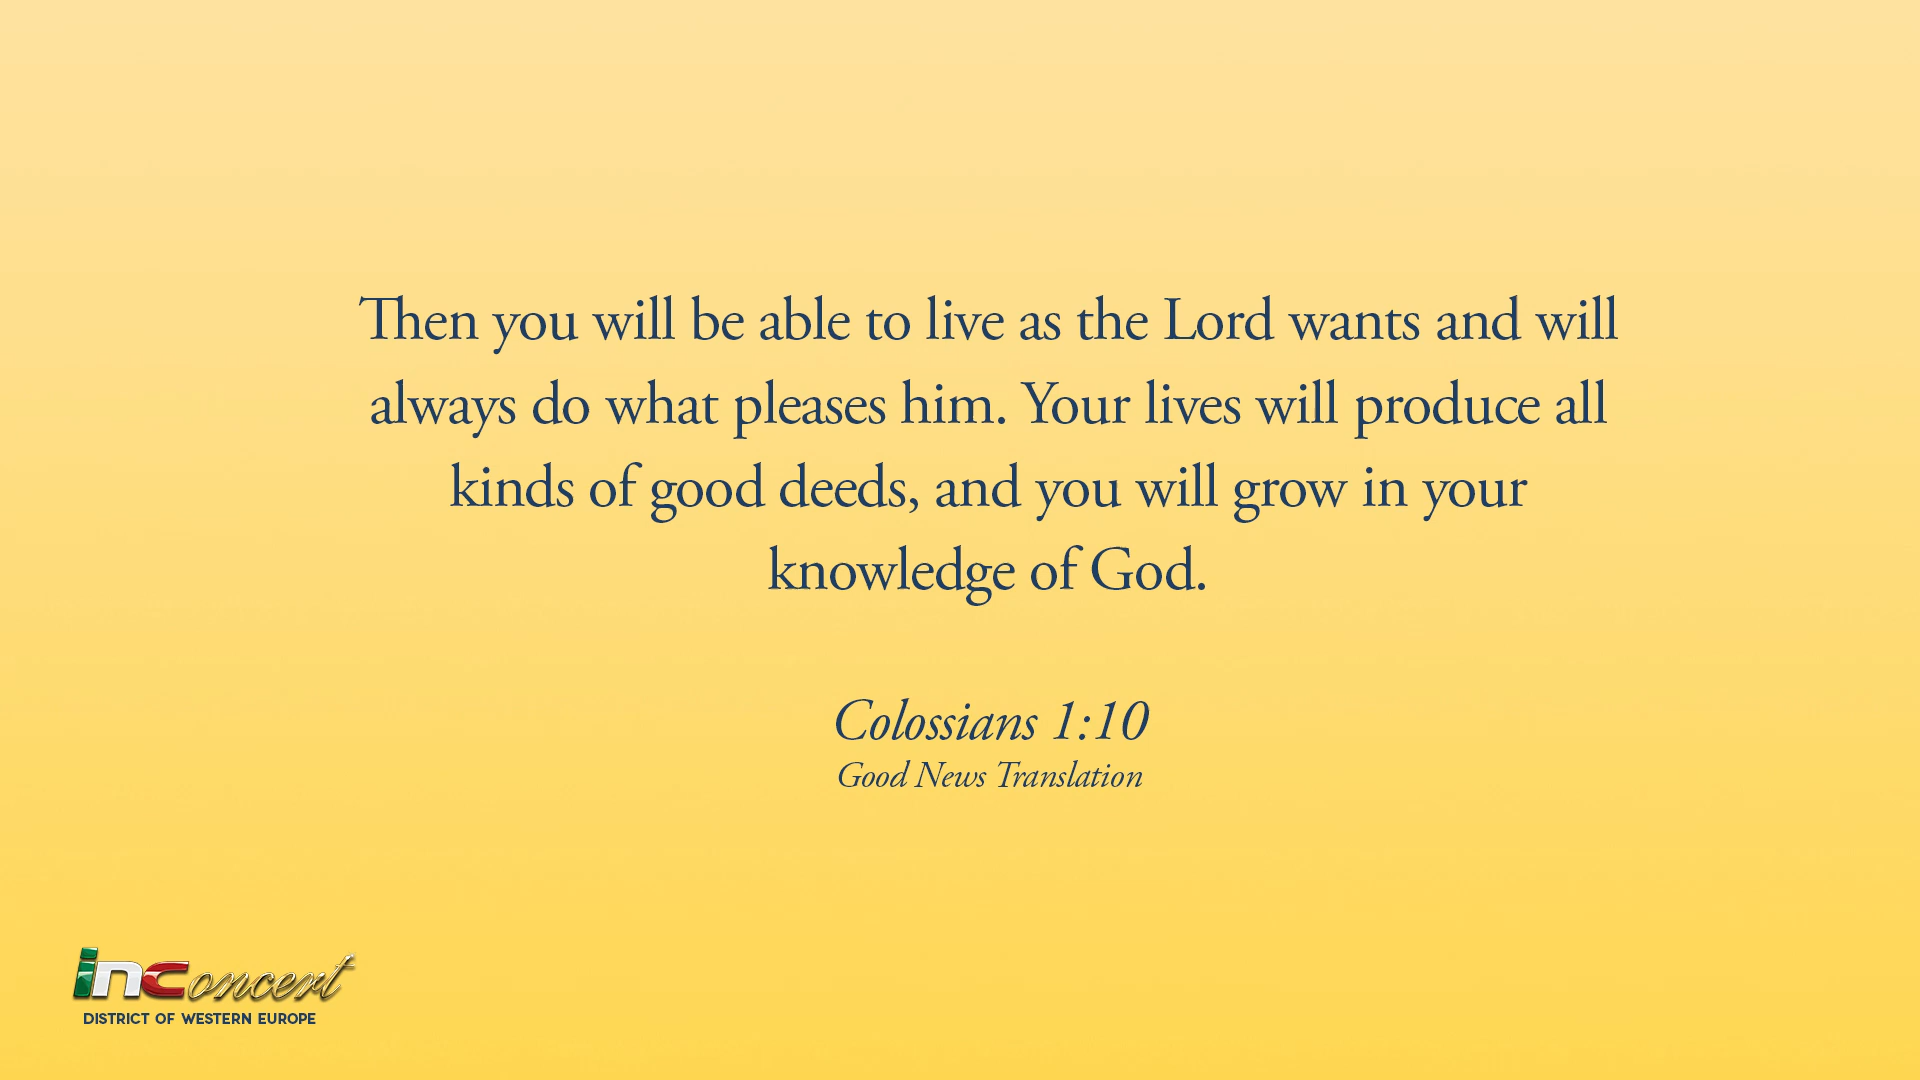 Then you will be able to live as the Lord wants and will
always do what pleases him. Your lives will produce all
kinds of good deeds, and you will grow in your
knowledge of God.
Colossians 1:10
Good News Translation
inConcert
DISTRICT OF WESTERN EUROPE